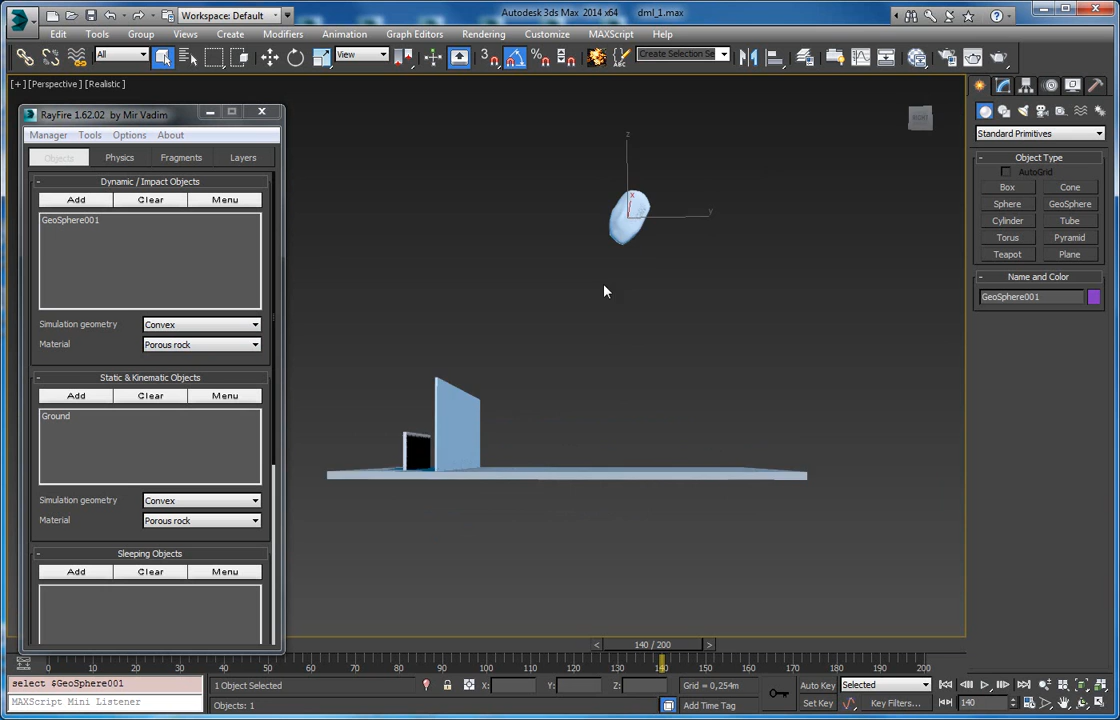 Workspace: Default
Autodesk 3ds Max 2014 x64 dml_1.max
Edit Tools Group Views Create Modifiers Animation Graph Editors Rendering Customize MAXScript Help
All
View
3
Create Selection Se
[+] [Perspective] [Realistic]
RayFire 1.62.02 by Mir Vadim
Manager Tools Options About
Objects Physics Fragments Layers
Dynamic / Impact Objects
Add Clear Menu
GeoSphere001
Simulation geometry Convex
Material Porous rock
Static & Kinematic Objects
Add Clear Menu
Ground
Simulation geometry Convex
Material Porous rock
Sleeping Objects
Add Clear Menu
z
x
y
Standard Primitives
Object Type
AutoGrid
Box Cone
Sphere GeoSphere
Cylinder Tube
Torus Pyramid
Teapot Plane
Name and Color
GeoSphere001
< 140 / 200 >
0 10 20 30 40 50 60 70 80 90 100 110 120 130 140 150 160 170 180 190 200
select $GeoSphere001
MAXScript Mini Listener
1 Object Selected
Objects: 1
X: Y: Z: Grid = 0,254m
Add Time Tag
Auto Key Selected
Set Key Key Filters...
140